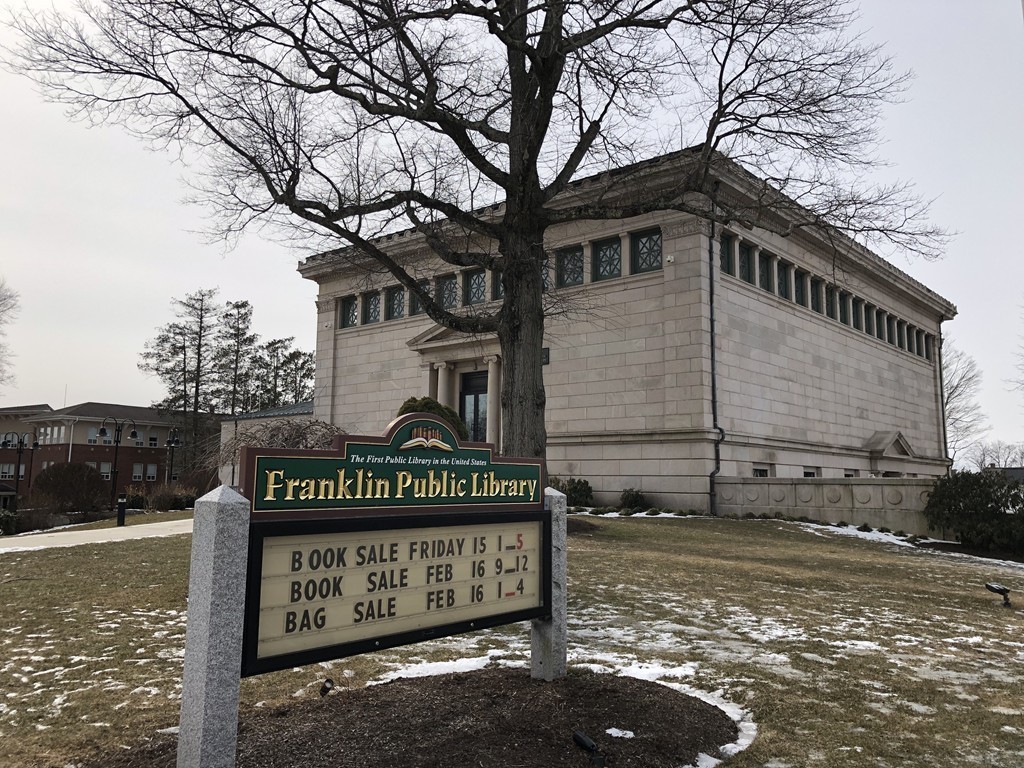 The First Public Library in the United States
Franklin Public Library
BOOK SALE FRIDAY 15 1_5
BOOK SALE FEB 16 9_12
BAG SALE FEB 16 1_4